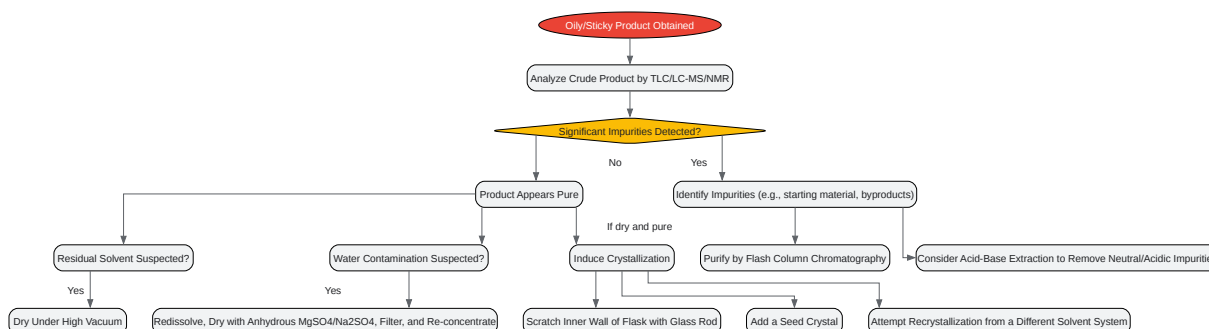 Oily/Sticky Product Obtained
Analyze Crude Product by TLC/LC-MS/NMR
Significant Impurities Detected?
No
Yes
Product Appears Pure
Identify Impurities (e.g., starting material, byproducts)
If dry and pure
Residual Solvent Suspected?
Water Contamination Suspected?
Induce Crystallization
Purify by Flash Column Chromatography
Consider Acid-Base Extraction to Remove Neutral/Acidic Impurities
Yes
Yes
Dry Under High Vacuum
Redissolve, Dry with Anhydrous MgSO4/Na2SO4, Filter, and Re-concentrate
Scratch Inner Wall of Flask with Glass Rod
Add a Seed Crystal
Attempt Recrystallization from a Different Solvent System